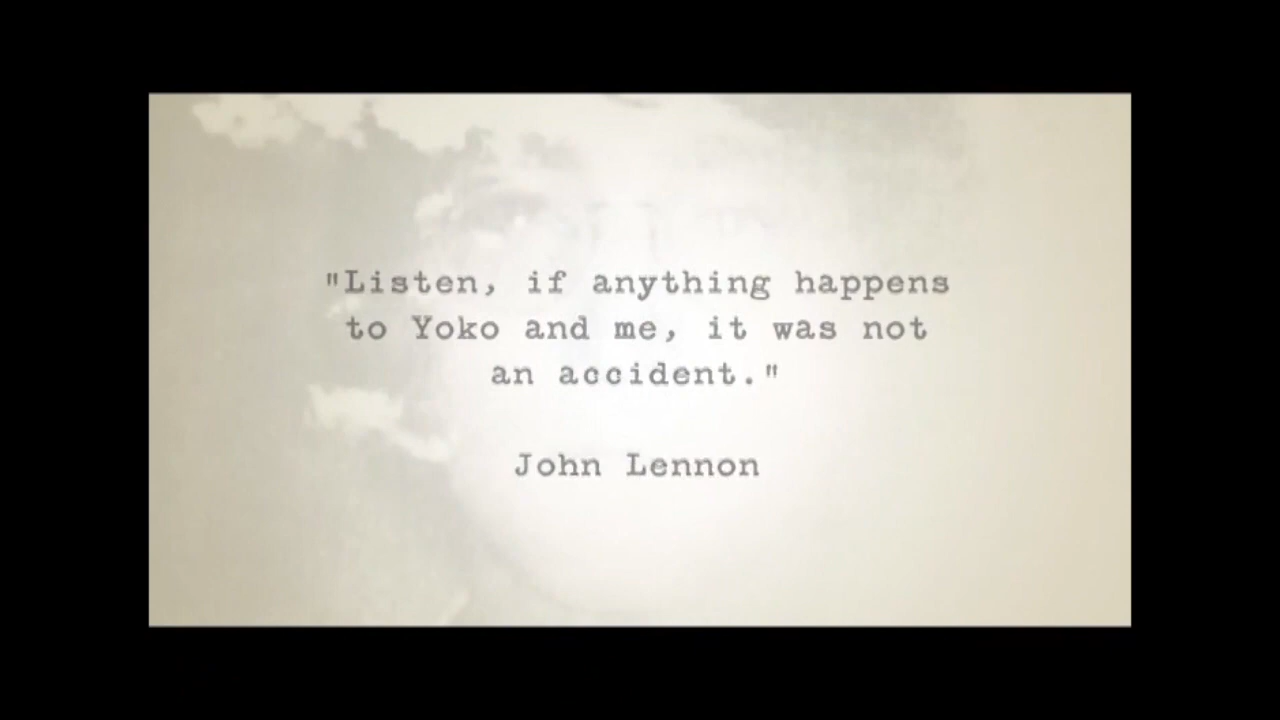 "Listen, if anything happens
to Yoko and me, it was not
an accident."
John Lennon